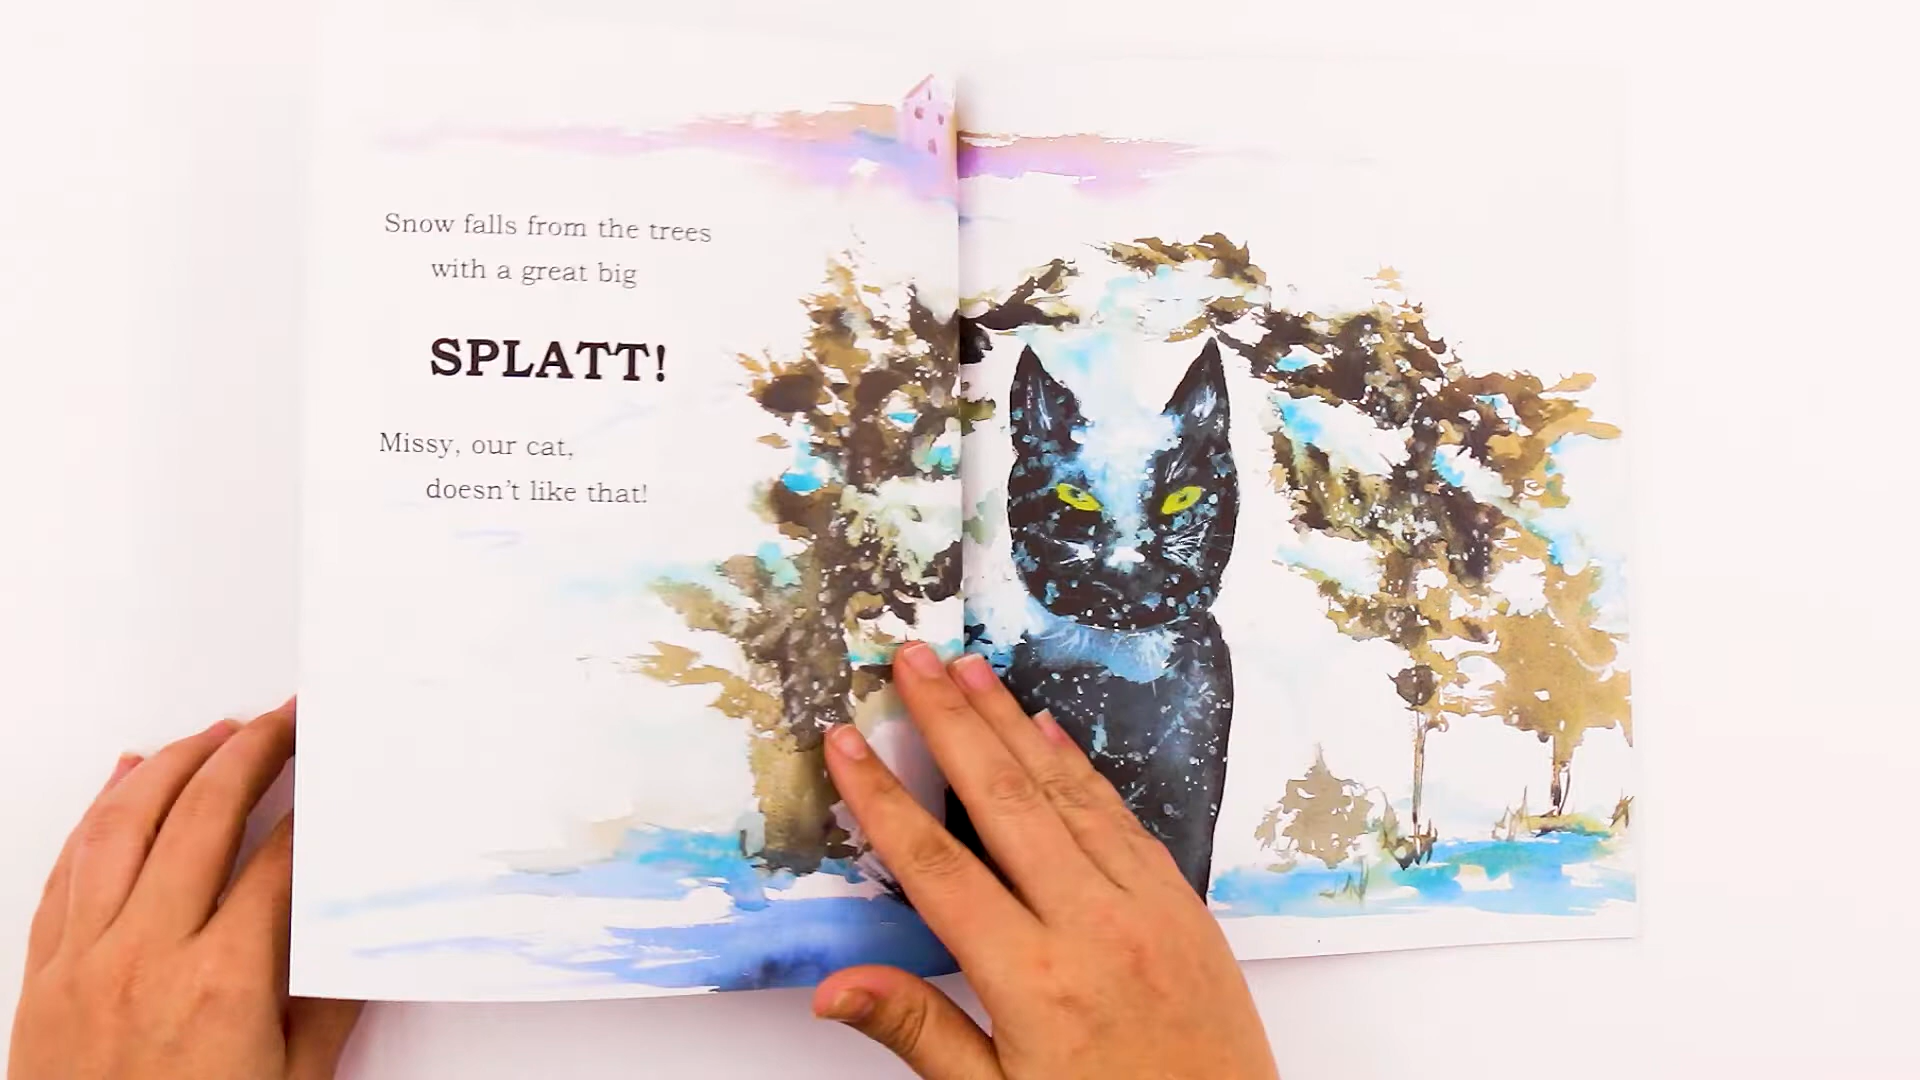 Snow falls from the trees
with a great big
SPLATT!
Missy, our cat,
doesn't like that!